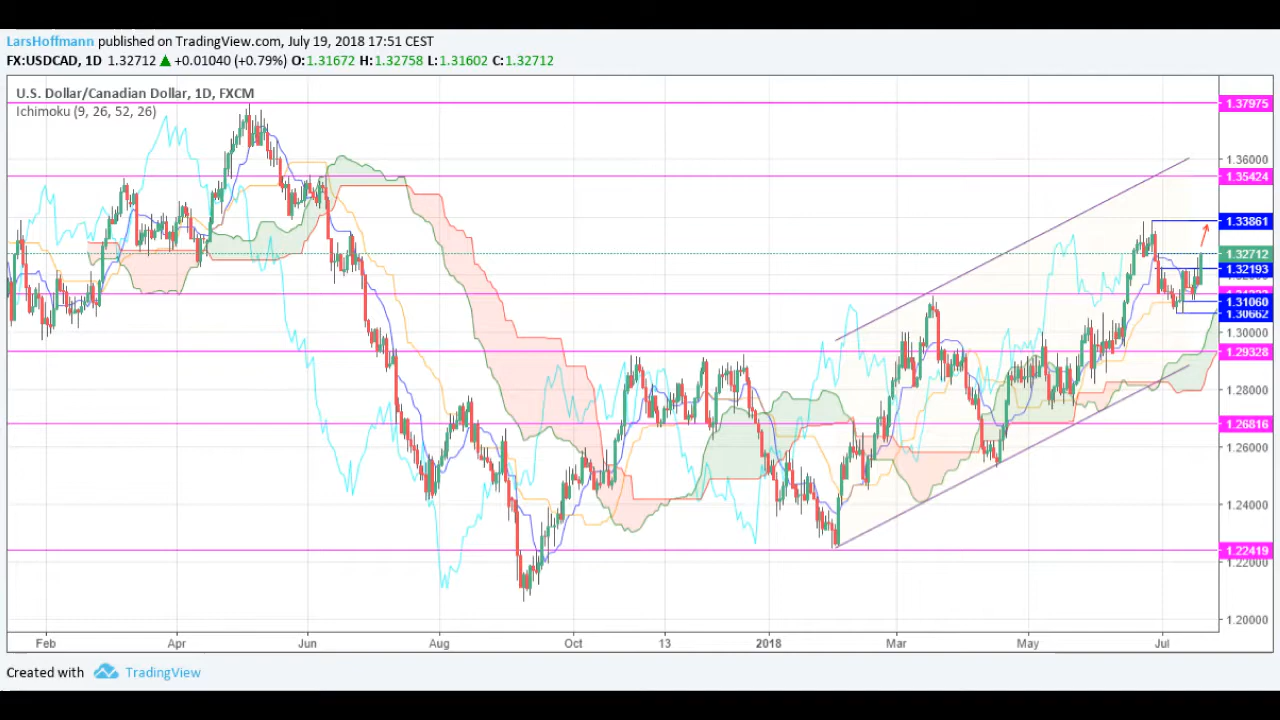 LarsHoffmann published on TradingView.com, July 19, 2018 17:51 CEST
FX:USDCAD, 1D 1.32712 ▲ +0.01040 (+0.79%) O:1.31672 H:1.32758 L:1.31602 C:1.32712
U.S. Dollar/Canadian Dollar, 1D, FXCM
Ichimoku (9, 26, 52, 26)
1.37975
1.36000
1.35424
1.33861
1.32712
1.32193
1.31060
1.30662
1.30000
1.29328
1.28000
1.26816
1.26000
1.24000
1.22419
1.22000
1.20000
Feb Apr Jun Aug Oct 13 2018 Mar May Jul
Created with TradingView